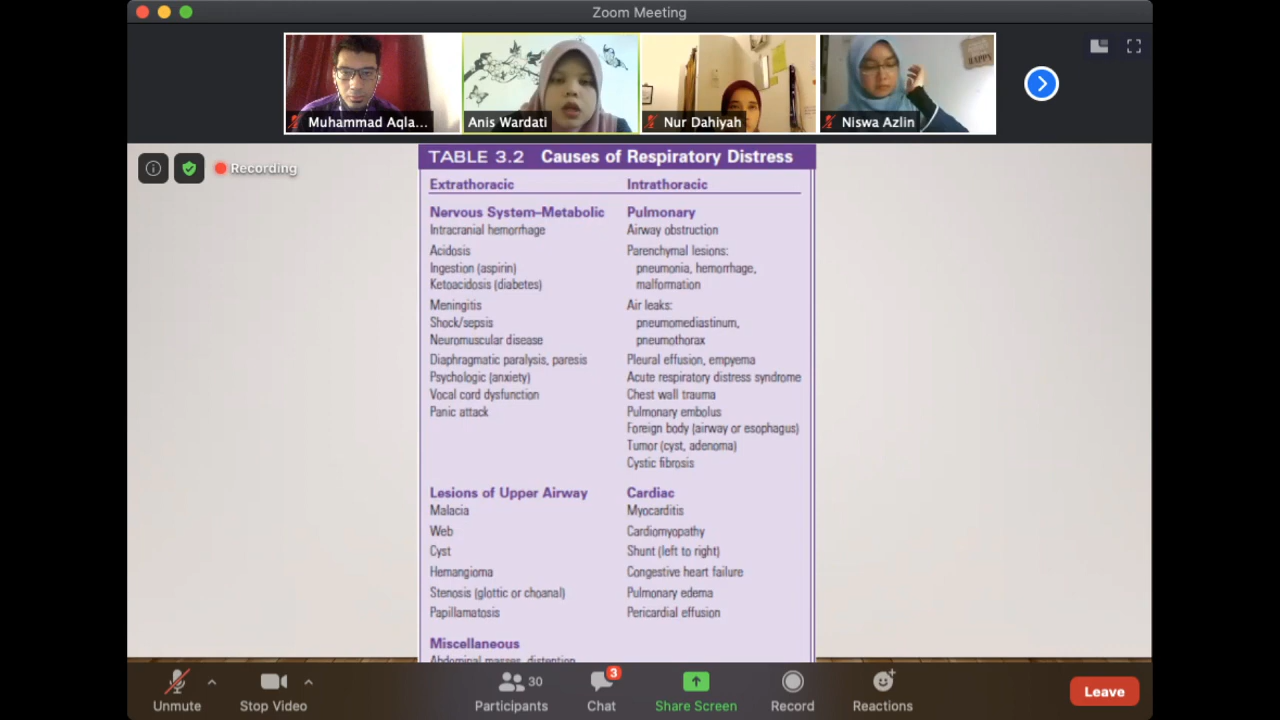 Zoom Meeting
Muhammad Aqla...
Anis Wardati
Nur Dahiyah
Niswa Azlin
HAPPY
Recording
TABLE 3.2 Causes of Respiratory Distress
Extrathoracic
Nervous System–Metabolic
Intracranial hemorrhage
Acidosis
Ingestion (aspirin)
Ketoacidosis (diabetes)
Meningitis
Shock/sepsis
Neuromuscular disease
Diaphragmatic paralysis, paresis
Psychologic (anxiety)
Vocal cord dysfunction
Panic attack
Lesions of Upper Airway
Malacia
Web
Cyst
Hemangioma
Stenosis (glottic or choanal)
Papillamatosis
Miscellaneous
Abdominal masses, distention
Intrathoracic
Pulmonary
Airway obstruction
Parenchymal lesions:
pneumonia, hemorrhage,
malformation
Air leaks:
pneumomediastinum,
pneumothorax
Pleural effusion, empyema
Acute respiratory distress syndrome
Chest wall trauma
Pulmonary embolus
Foreign body (airway or esophagus)
Tumor (cyst, adenoma)
Cystic fibrosis
Cardiac
Myocarditis
Cardiomyopathy
Shunt (left to right)
Congestive heart failure
Pulmonary edema
Pericardial effusion
Unmute
Stop Video
30
Participants
3
Chat
Share Screen
Record
Reactions
Leave